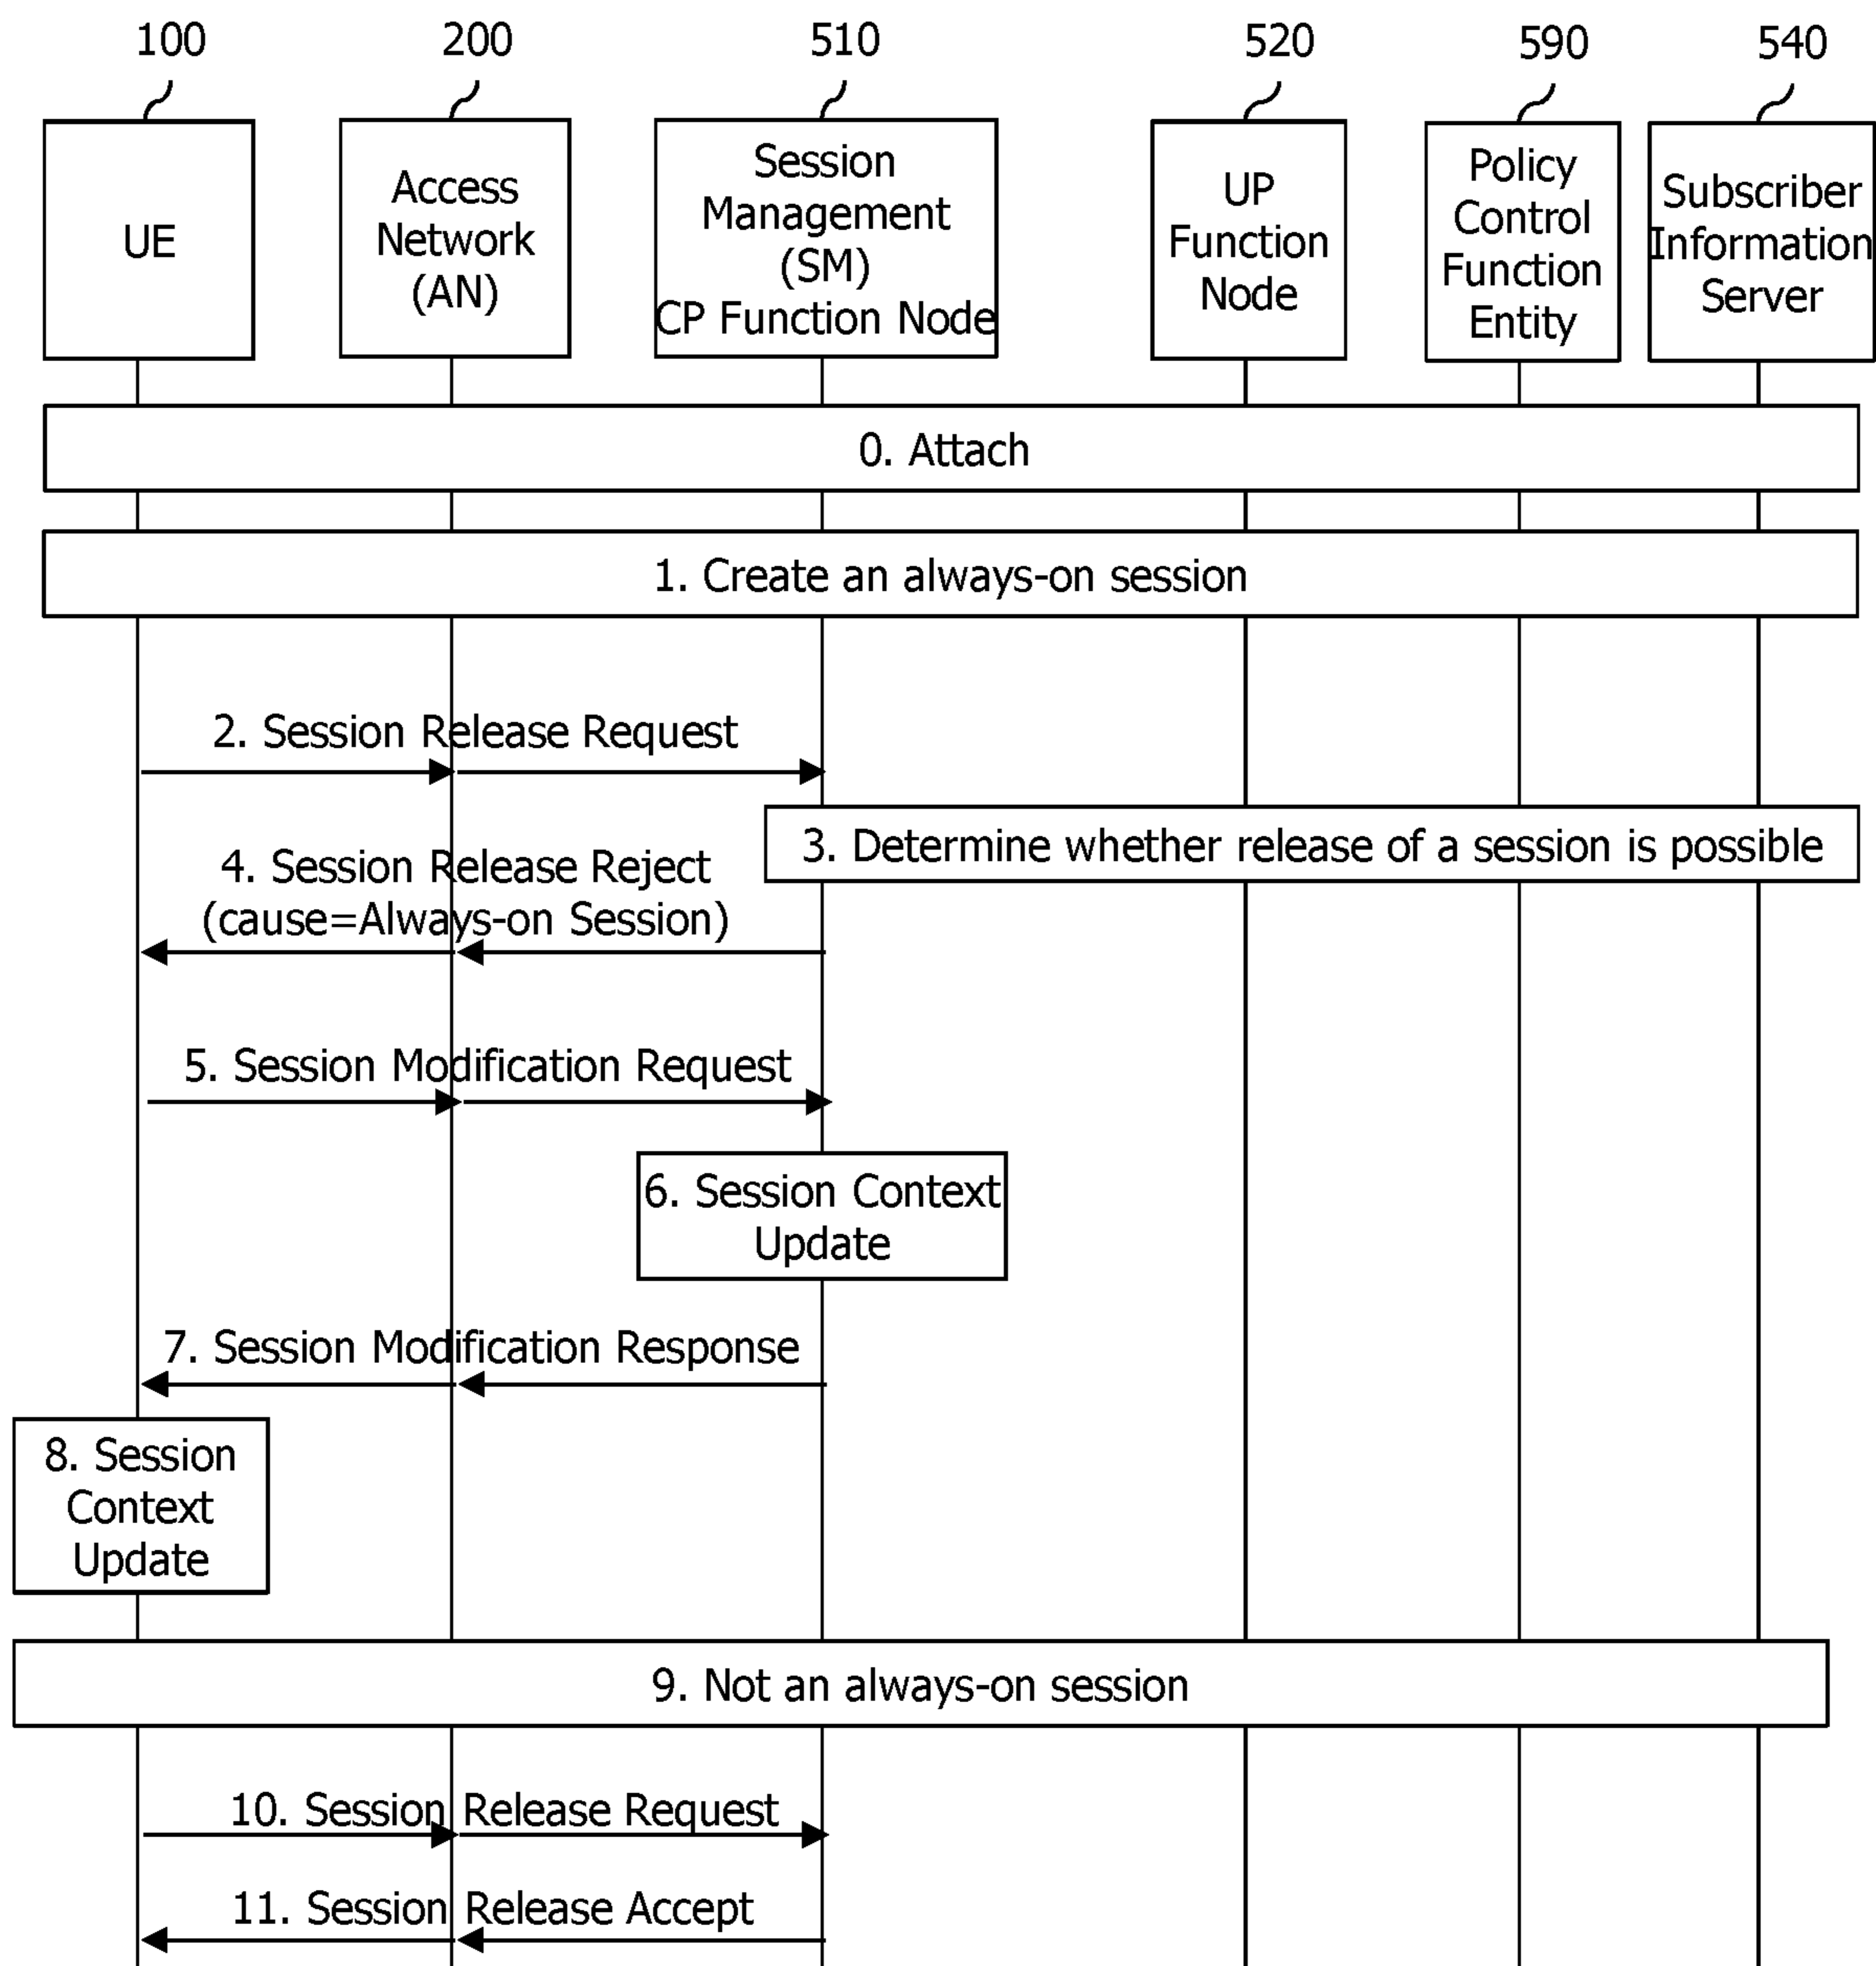 100
200
510
520
590
540
UE
Access
Network
(AN)
Session
Management
(SM)
CP Function Node
UP
Function
Node
Policy
Control
Function
Entity
Subscriber
Information
Server
0. Attach
1. Create an always-on session
2. Session Release Request
3. Determine whether release of a session is possible
4. Session Release Reject
(cause=Always-on Session)
5. Session Modification Request
6. Session Context
Update
7. Session Modification Response
8. Session
Context
Update
9. Not an always-on session
10. Session Release Request
11. Session Release Accept